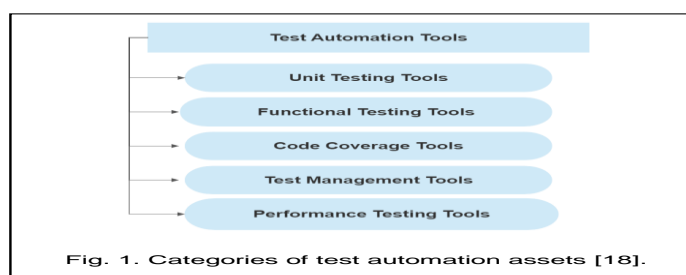 Test Automation Tools
Unit Testing Tools
Functional Testing Tools
Code Coverage Tools
Test Management Tools
Performance Testing Tools
Fig. 1. Categories of test automation assets [18].